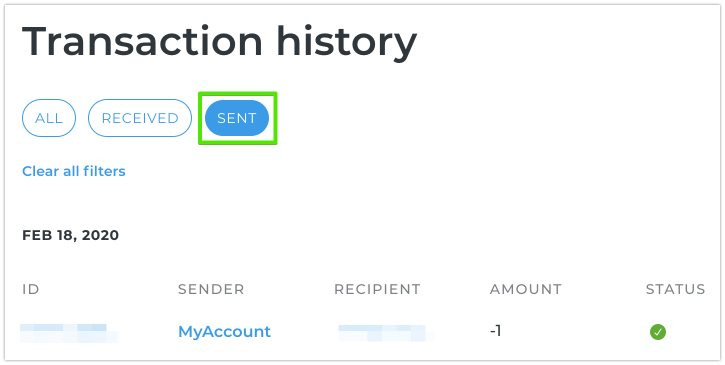 Transaction history
ALL RECEIVED SENT
Clear all filters
FEB 18, 2020
ID SENDER RECIPIENT AMOUNT STATUS
MyAccount -1